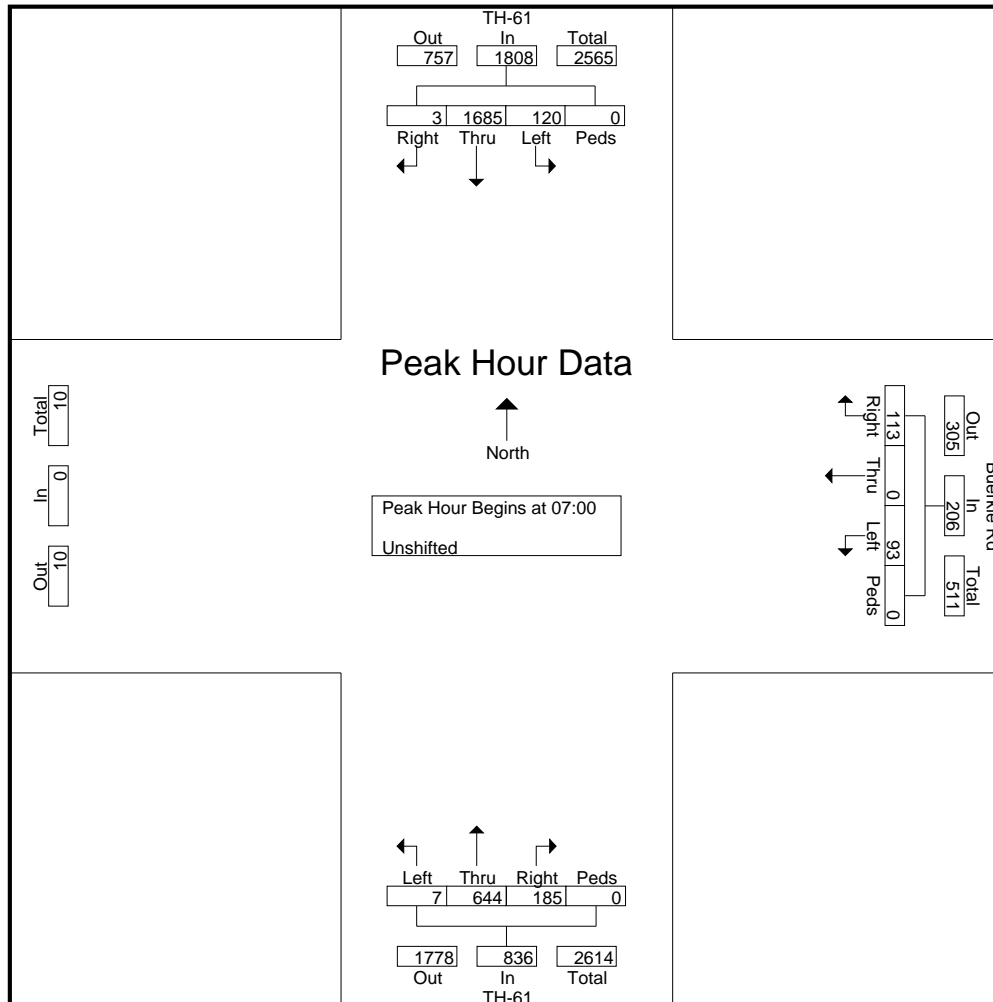 TH-61
Out In Total
757 1808 2565
3 1685 120 0
Right Thru Left Peds
Peak Hour Data
North
Peak Hour Begins at 07:00
Unshifted
Total In Out
10 0 10
Out In Total
305 206 511
113 0 93 0
Right Thru Left Peds
Left Thru Right Peds
7 644 185 0
1778 836 2614
Out In Total
TH-61